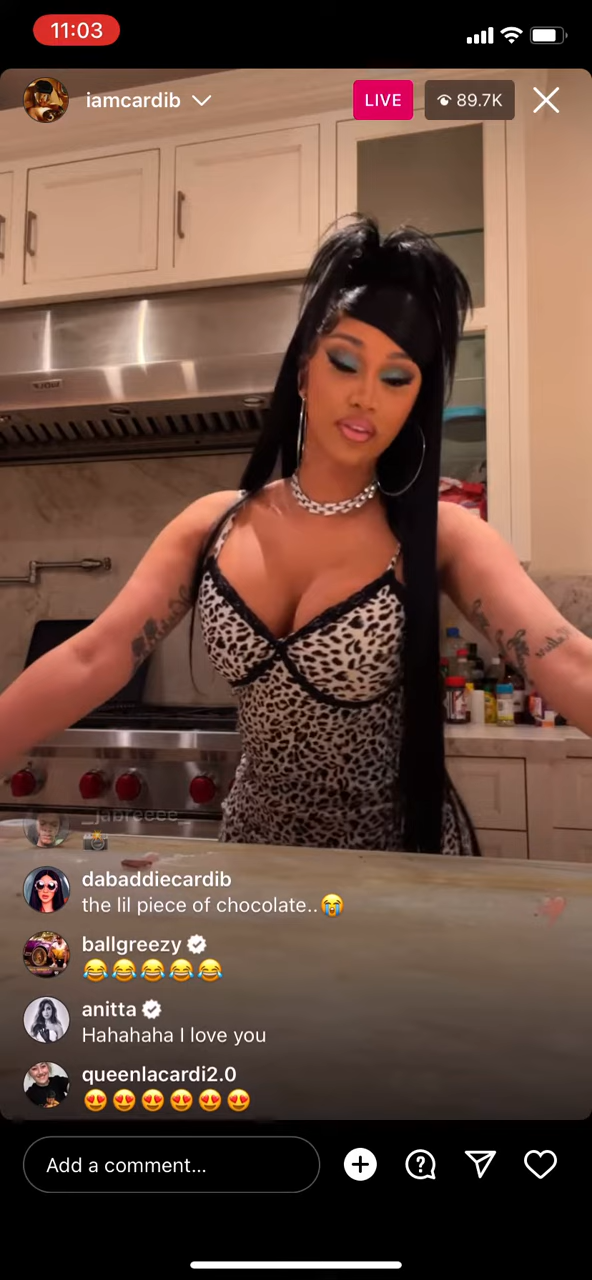 11:03
iamcardib
LIVE
89.7K
_jabreeee_
📸
dabaddiecardib
the lil piece of chocolate..😭
ballgreezy
😂😂😂😂😂
anitta
Hahahaha I love you
queenlacardi2.0
😍😍😍😍😍😍
Add a comment...